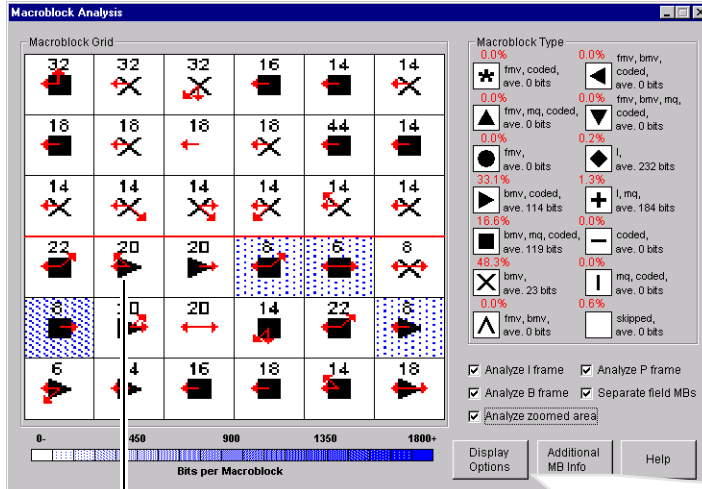 Macroblock Analysis
Macroblock Grid
32 32 32 16 14 14
18 18 18 18 44 14
14 14 14 14 14 14
22 20 20 8 6 8
8 20 14 22 8
6 4 16 18 14 18
0- 450 900 1350 1800+
Bits per Macroblock
Macroblock Type
0.0% fmv, coded, ave. 0 bits
0.0% fmv, bmv, coded, ave. 0 bits
0.0% fmv, mq, coded, ave. 0 bits
0.0% fmv, bmv, mq, coded, ave. 0 bits
0.0% fmv, ave. 0 bits
0.2% I, ave. 232 bits
33.1% bmv, coded, ave. 114 bits
1.3% I, mq, ave. 184 bits
16.6% bmv, mq, coded, ave. 119 bits
0.0% coded, ave. 0 bits
48.3% bmv, ave. 23 bits
0.0% mq, coded, ave. 0 bits
0.0% fmv, bmv, ave. 0 bits
0.6% skipped, ave. 0 bits
Analyze I frame Analyze P frame
Analyze B frame Separate field MBs
Analyze zoomed area
Display Options
Additional MB Info
Help